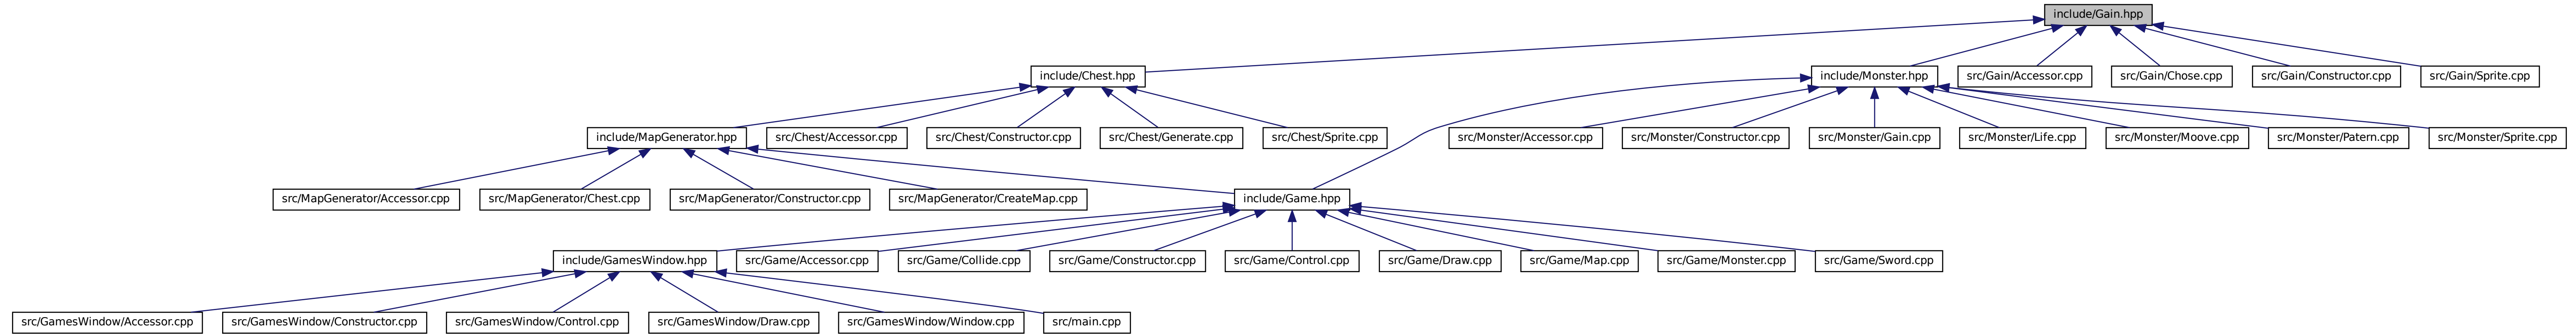 include/Gain.hpp
include/Chest.hpp
include/Monster.hpp
src/Gain/Accessor.cpp
src/Gain/Chose.cpp
src/Gain/Constructor.cpp
src/Gain/Sprite.cpp
include/MapGenerator.hpp
src/Chest/Accessor.cpp
src/Chest/Constructor.cpp
src/Chest/Generate.cpp
src/Chest/Sprite.cpp
src/Monster/Accessor.cpp
src/Monster/Constructor.cpp
src/Monster/Gain.cpp
src/Monster/Life.cpp
src/Monster/Moove.cpp
src/Monster/Patern.cpp
src/Monster/Sprite.cpp
src/MapGenerator/Accessor.cpp
src/MapGenerator/Chest.cpp
src/MapGenerator/Constructor.cpp
src/MapGenerator/CreateMap.cpp
include/Game.hpp
include/GamesWindow.hpp
src/Game/Accessor.cpp
src/Game/Collide.cpp
src/Game/Constructor.cpp
src/Game/Control.cpp
src/Game/Draw.cpp
src/Game/Map.cpp
src/Game/Monster.cpp
src/Game/Sword.cpp
src/GamesWindow/Accessor.cpp
src/GamesWindow/Constructor.cpp
src/GamesWindow/Control.cpp
src/GamesWindow/Draw.cpp
src/GamesWindow/Window.cpp
src/main.cpp